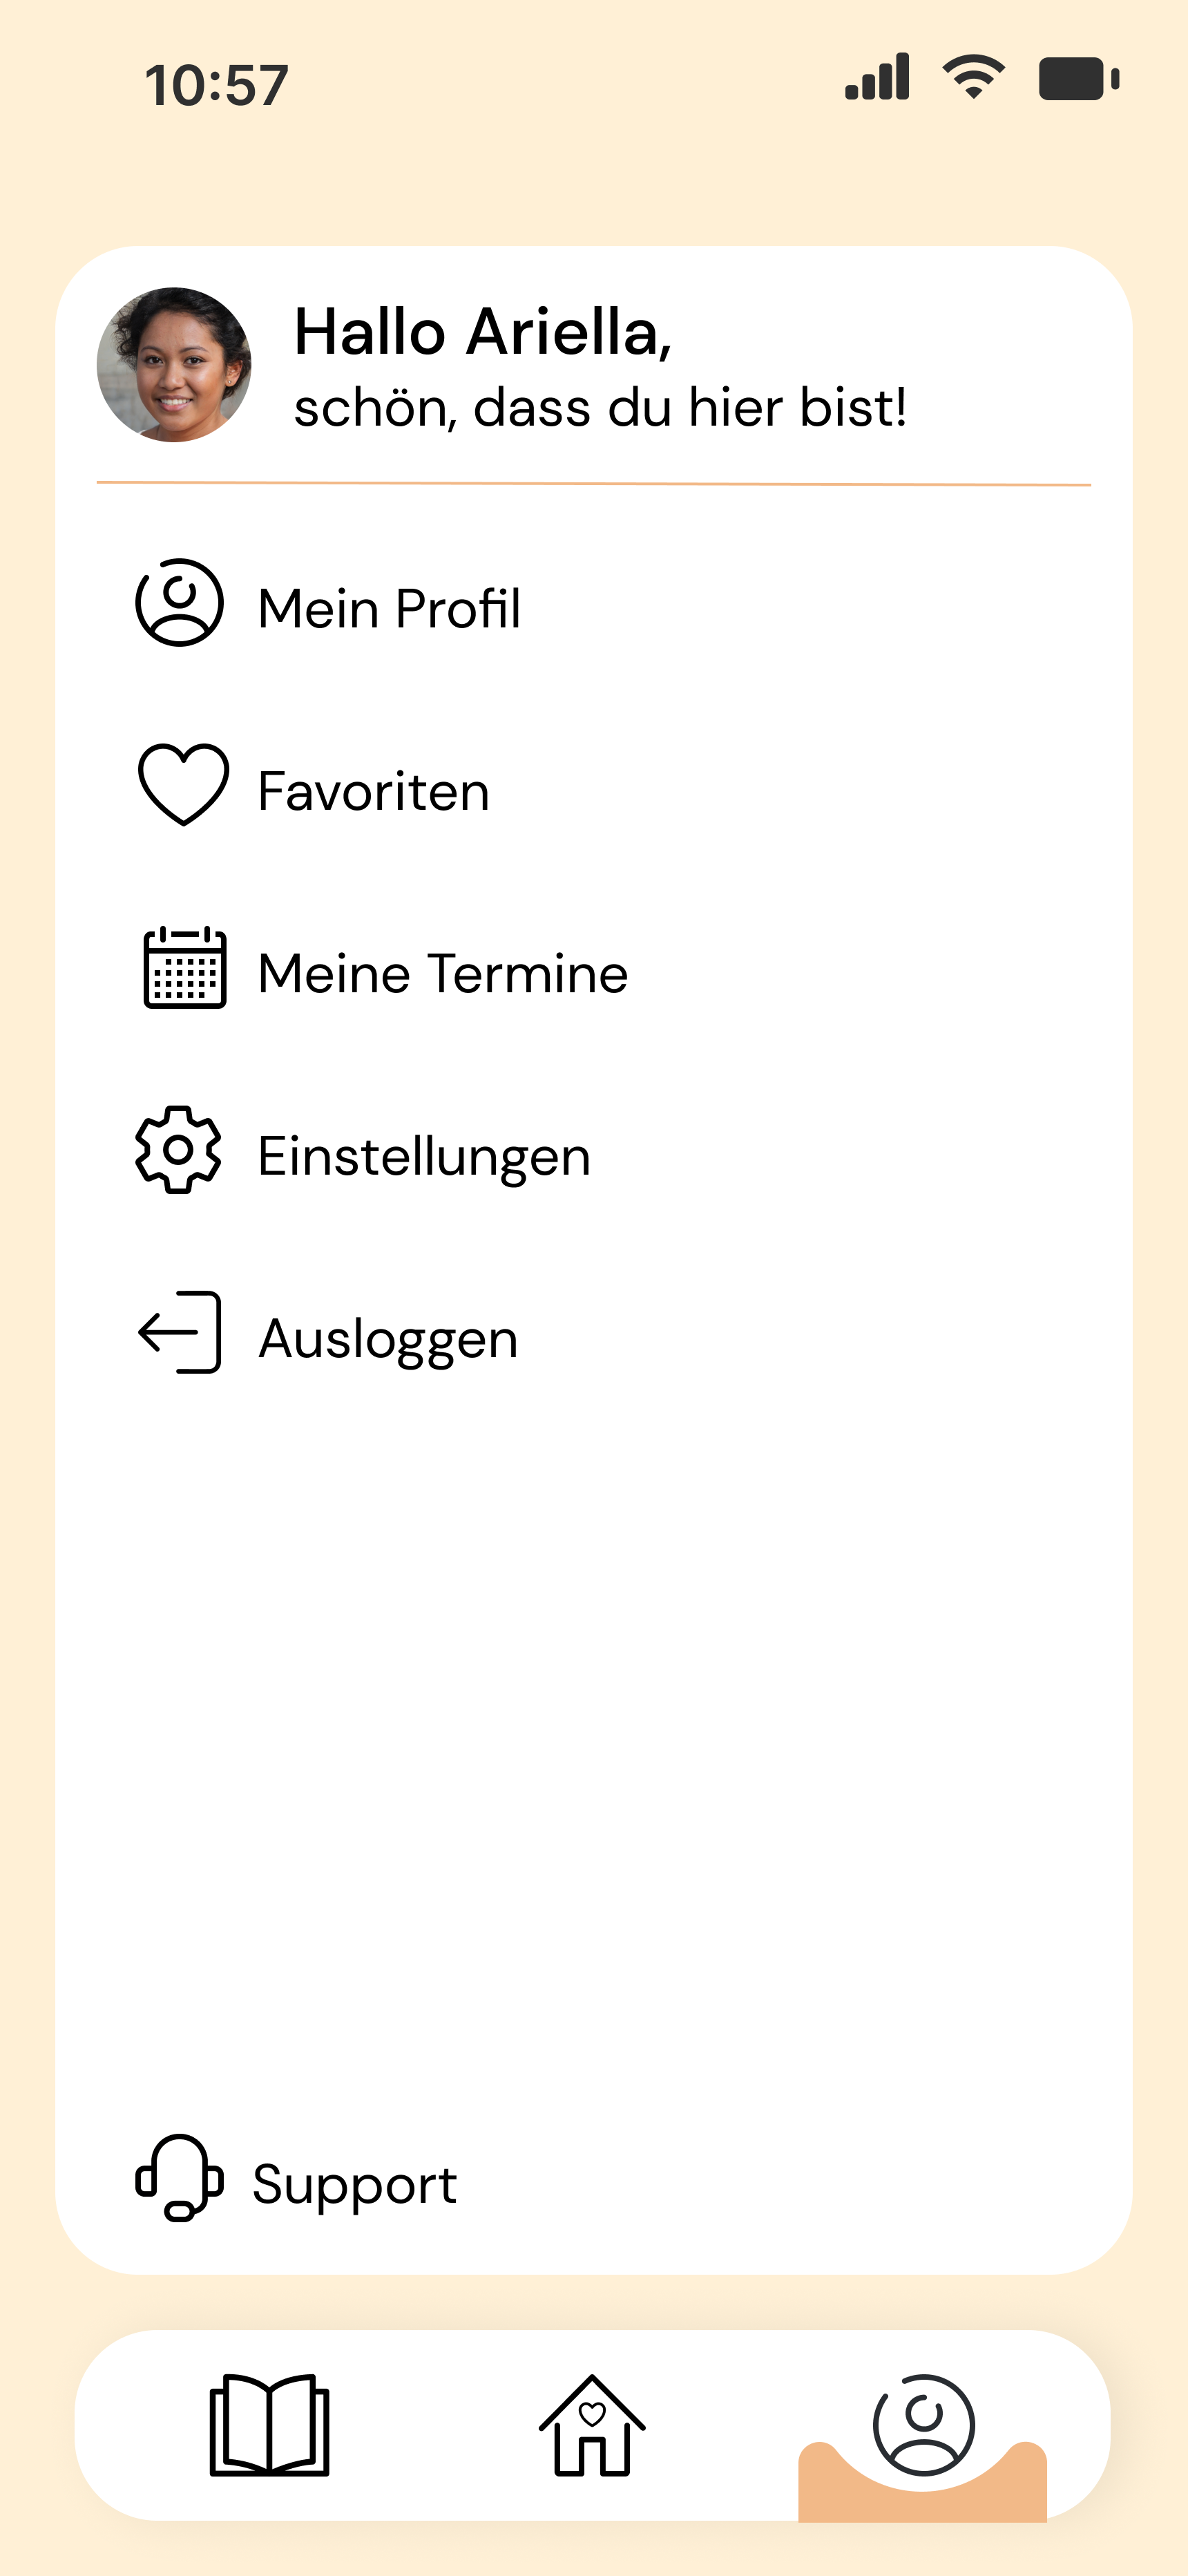 10:57
Hallo Ariella,
schön, dass du hier bist!
Mein Profil
Favoriten
Meine Termine
Einstellungen
Ausloggen
Support